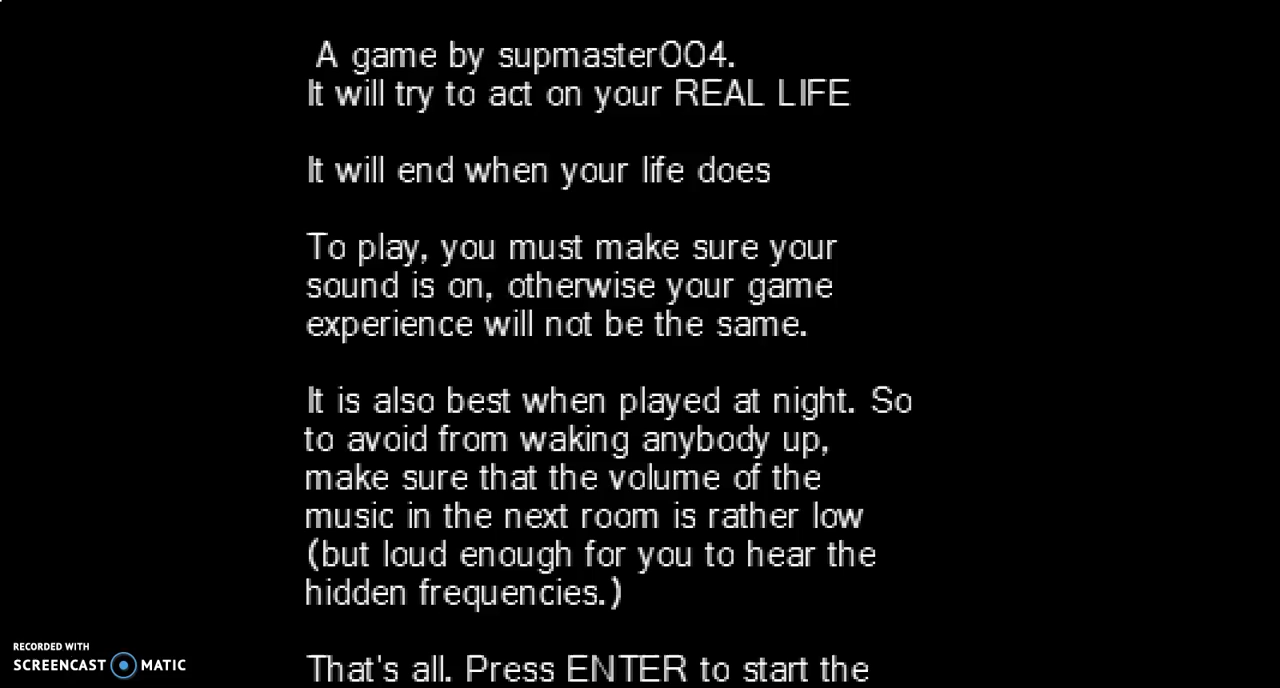 A game by supmaster004.
It will try to act on your REAL LIFE
It will end when your life does
To play, you must make sure your
sound is on, otherwise your game
experience will not be the same.
It is also best when played at night. So
to avoid from waking anybody up,
make sure that the volume of the
music in the next room is rather low
(but loud enough for you to hear the
hidden frequencies.)
That's all. Press ENTER to start the
RECORDED WITH
SCREENCAST MATIC